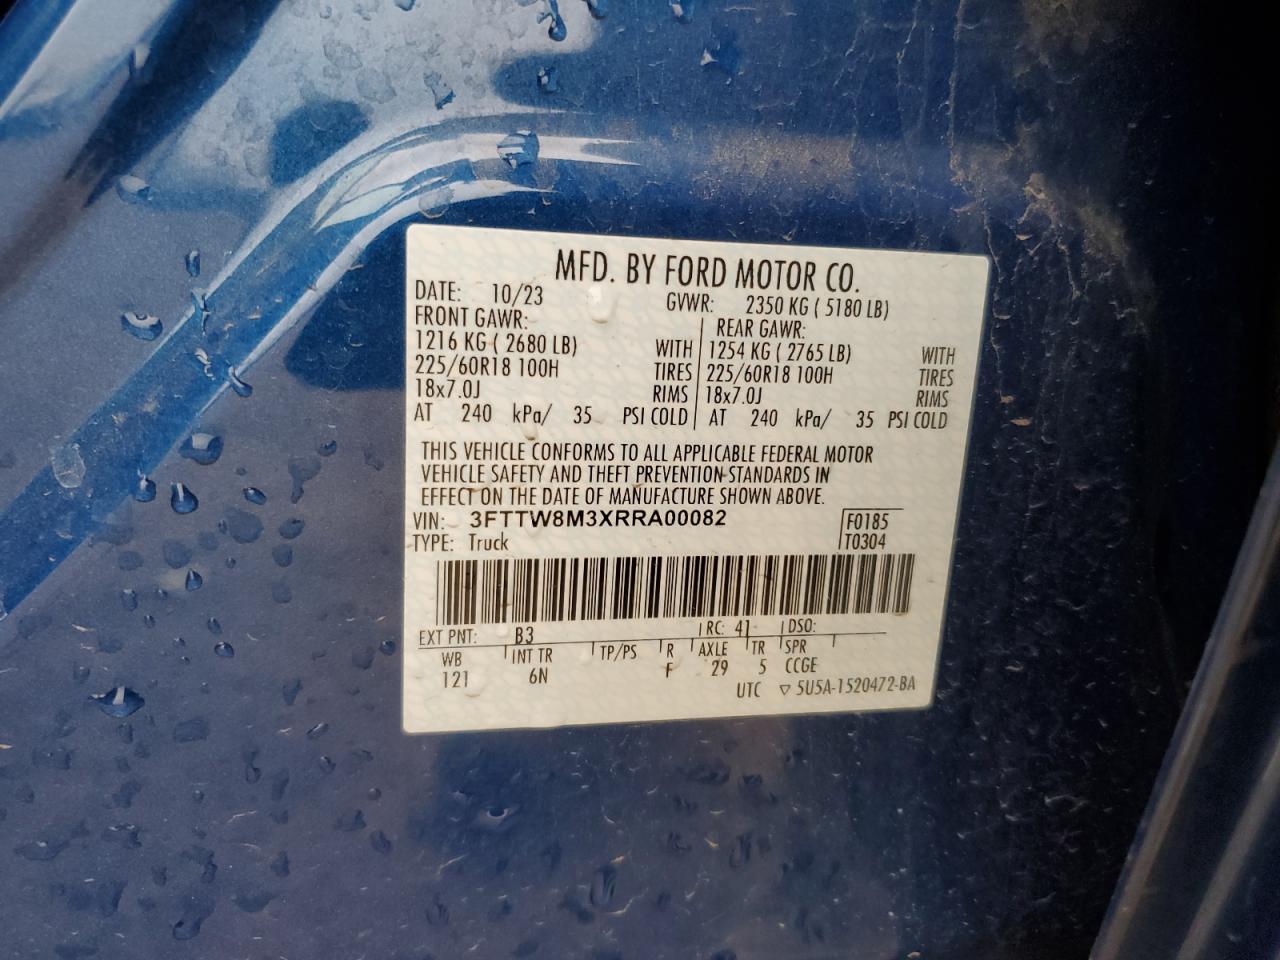 MFD. BY FORD MOTOR CO.
DATE: 10/23 GVWR: 2350 KG ( 5180 LB)
FRONT GAWR: REAR GAWR:
1216 KG ( 2680 LB) WITH 1254 KG ( 2765 LB) WITH
225/60R18 100H TIRES 225/60R18 100H TIRES
18x7.0J RIMS 18x7.0J RIMS
AT 240 kPa/ 35 PSI COLD AT 240 kPa/ 35 PSI COLD
THIS VEHICLE CONFORMS TO ALL APPLICABLE FEDERAL MOTOR
VEHICLE SAFETY AND THEFT PREVENTION STANDARDS IN
EFFECT ON THE DATE OF MANUFACTURE SHOWN ABOVE.
VIN: 3FTTW8M3XRRA00082 F0185
TYPE: Truck T0304
EXT PNT: B3 RC: 41 DSO:
WB INT TR TP/PS R AXLE TR SPR
121 6N F 29 5 CCGE
UTC ▽ 5U5A-1520472-BA